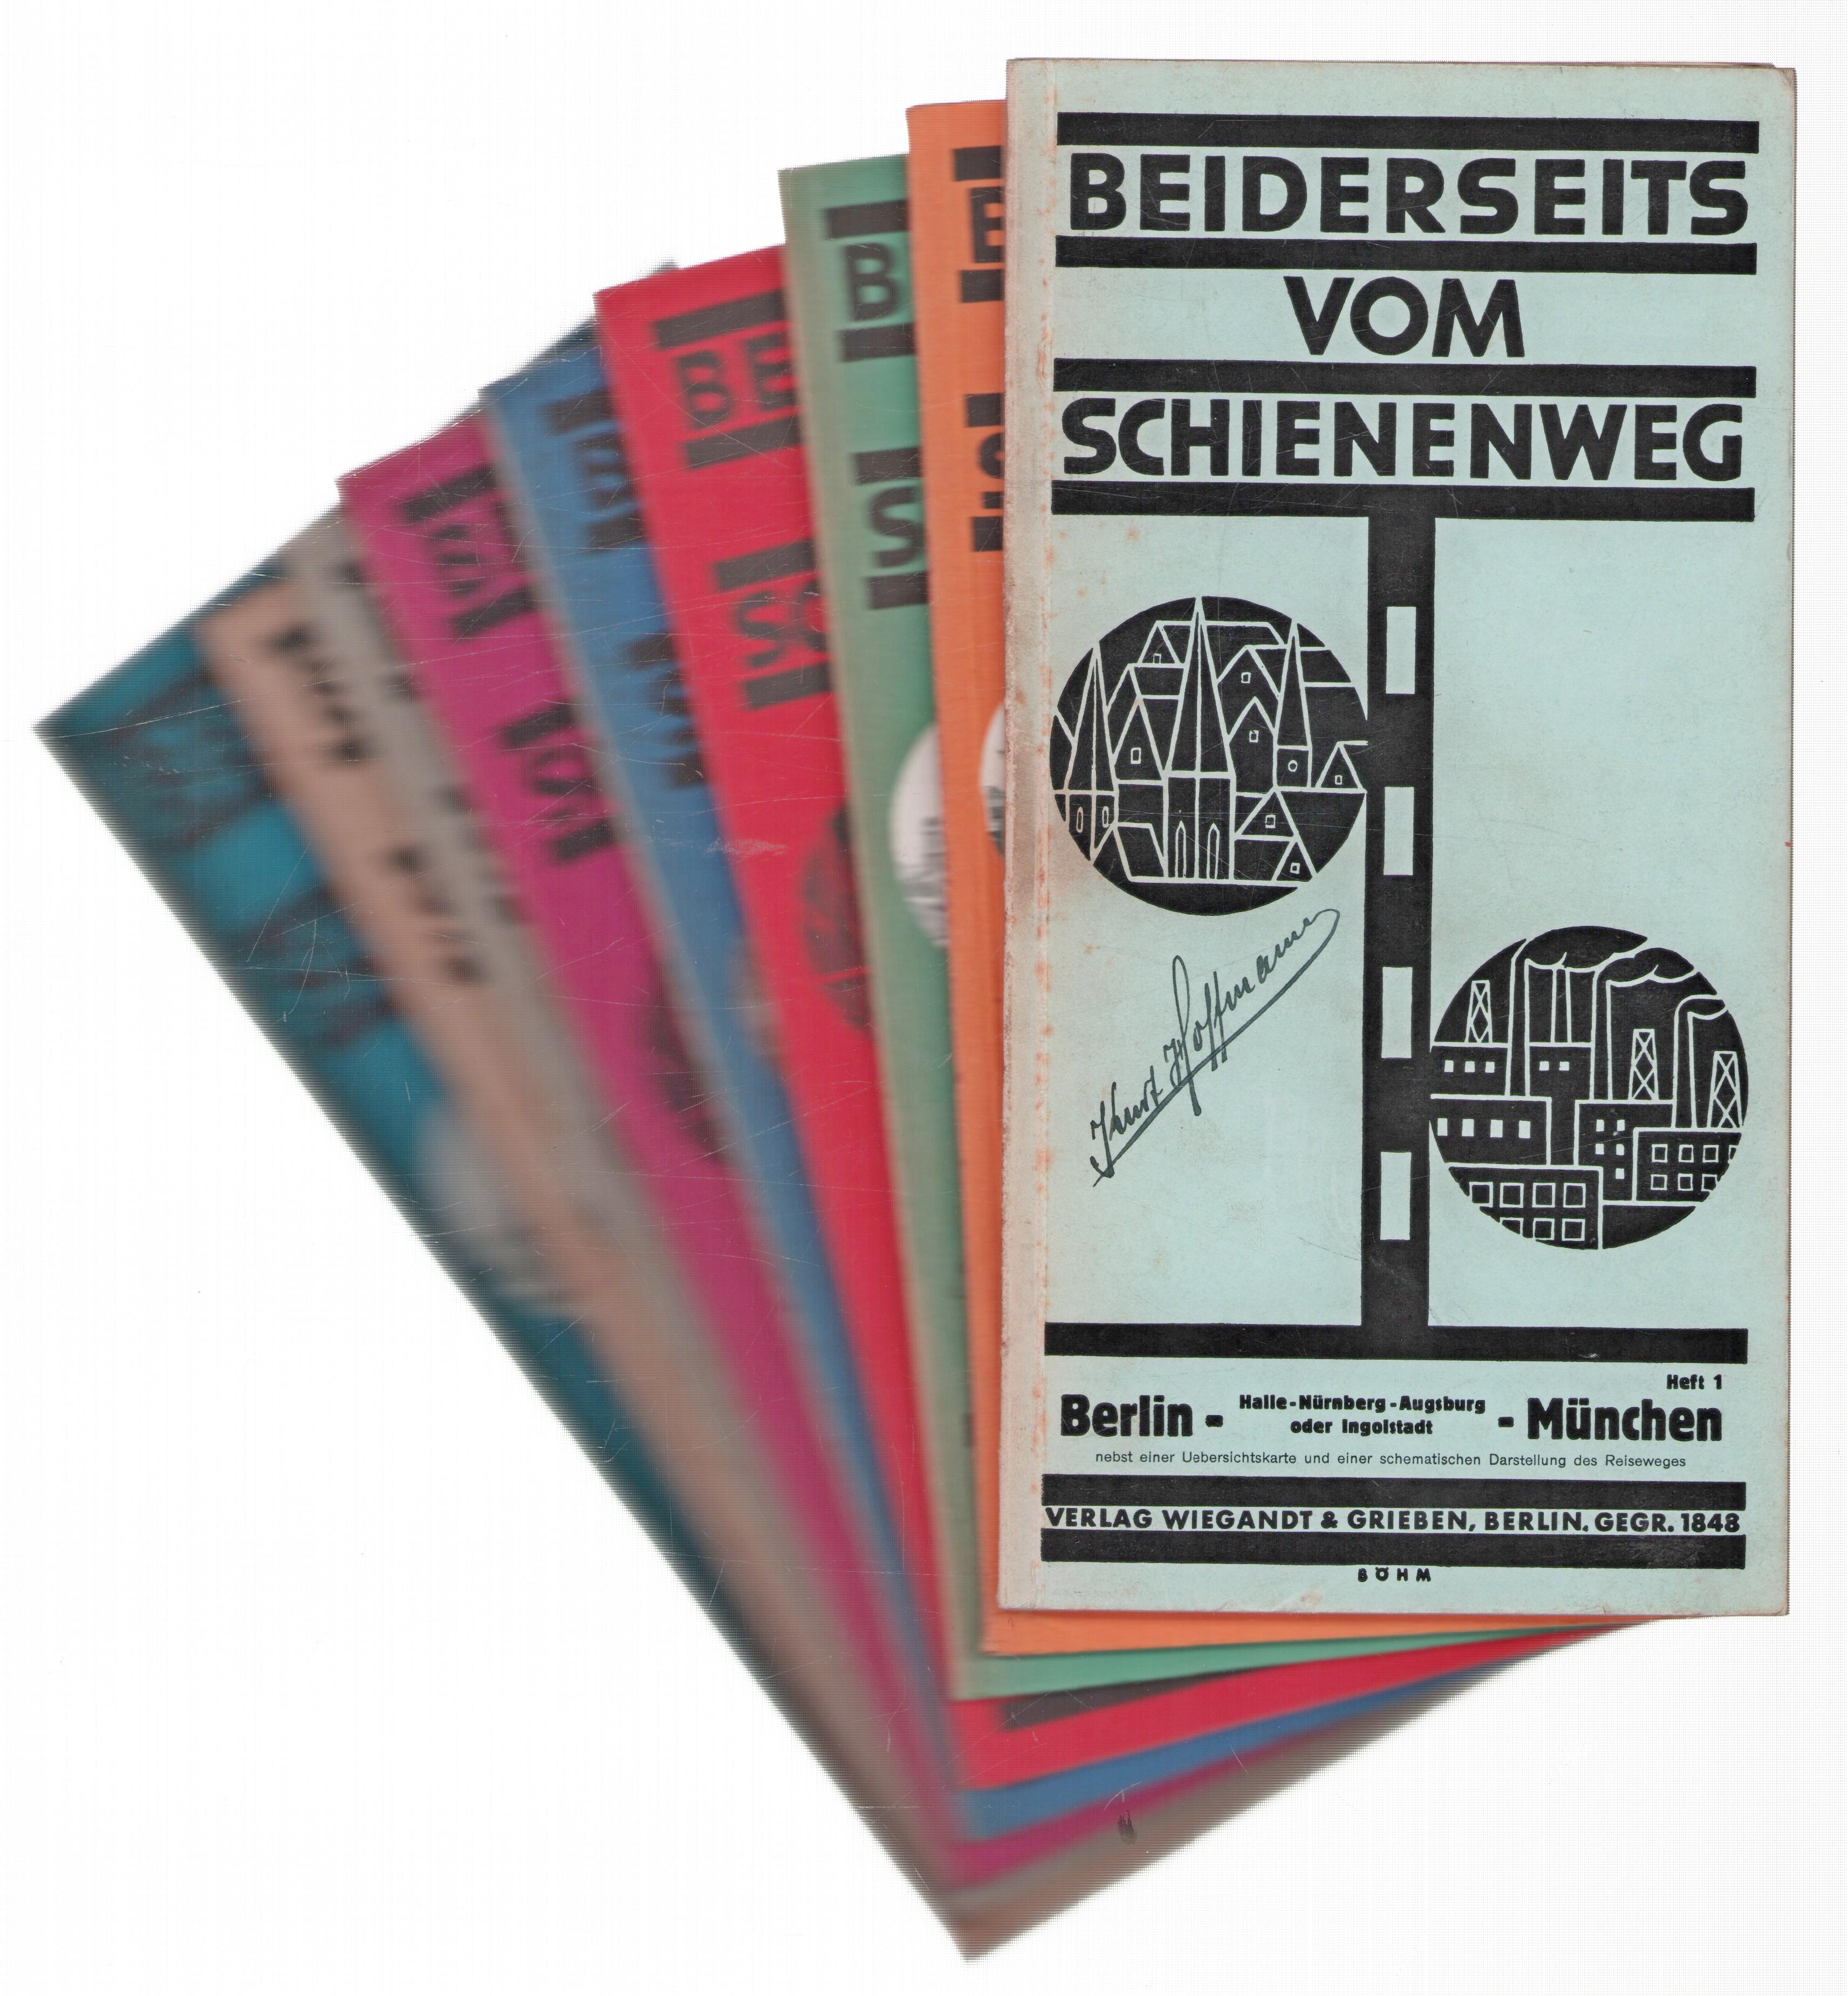 BEIDERSEITS
VOM
SCHIENENWEG
Kurt Hoffmann
Heft 1
Berlin - Halle-Nürnberg-Augsburg - München
oder Ingolstadt
nebst einer Uebersichtskarte und einer schematischen Darstellung des Reiseweges
VERLAG WIEGANDT & GRIEBEN, BERLIN. GEGR. 1848
BÖHM